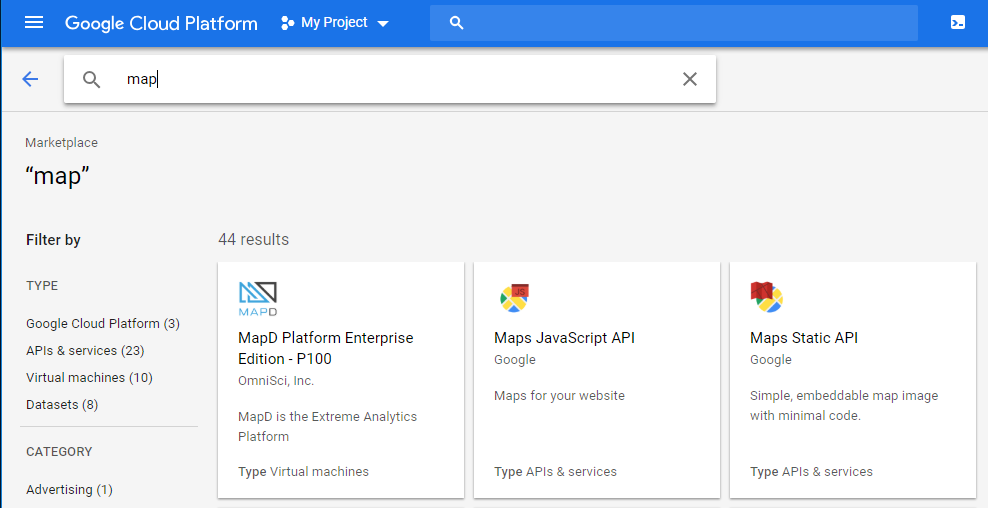 Google Cloud Platform
My Project
map
Marketplace
“map”
Filter by
44 results
TYPE
Google Cloud Platform (3)
APIs & services (23)
Virtual machines (10)
Datasets (8)
CATEGORY
Advertising (1)
MAPD
MapD Platform Enterprise
Edition - P100
OmniSci, Inc.
MapD is the Extreme Analytics
Platform
Type Virtual machines
JS
Maps JavaScript API
Google
Maps for your website
Type APIs & services
Maps Static API
Google
Simple, embeddable map image
with minimal code.
Type APIs & services